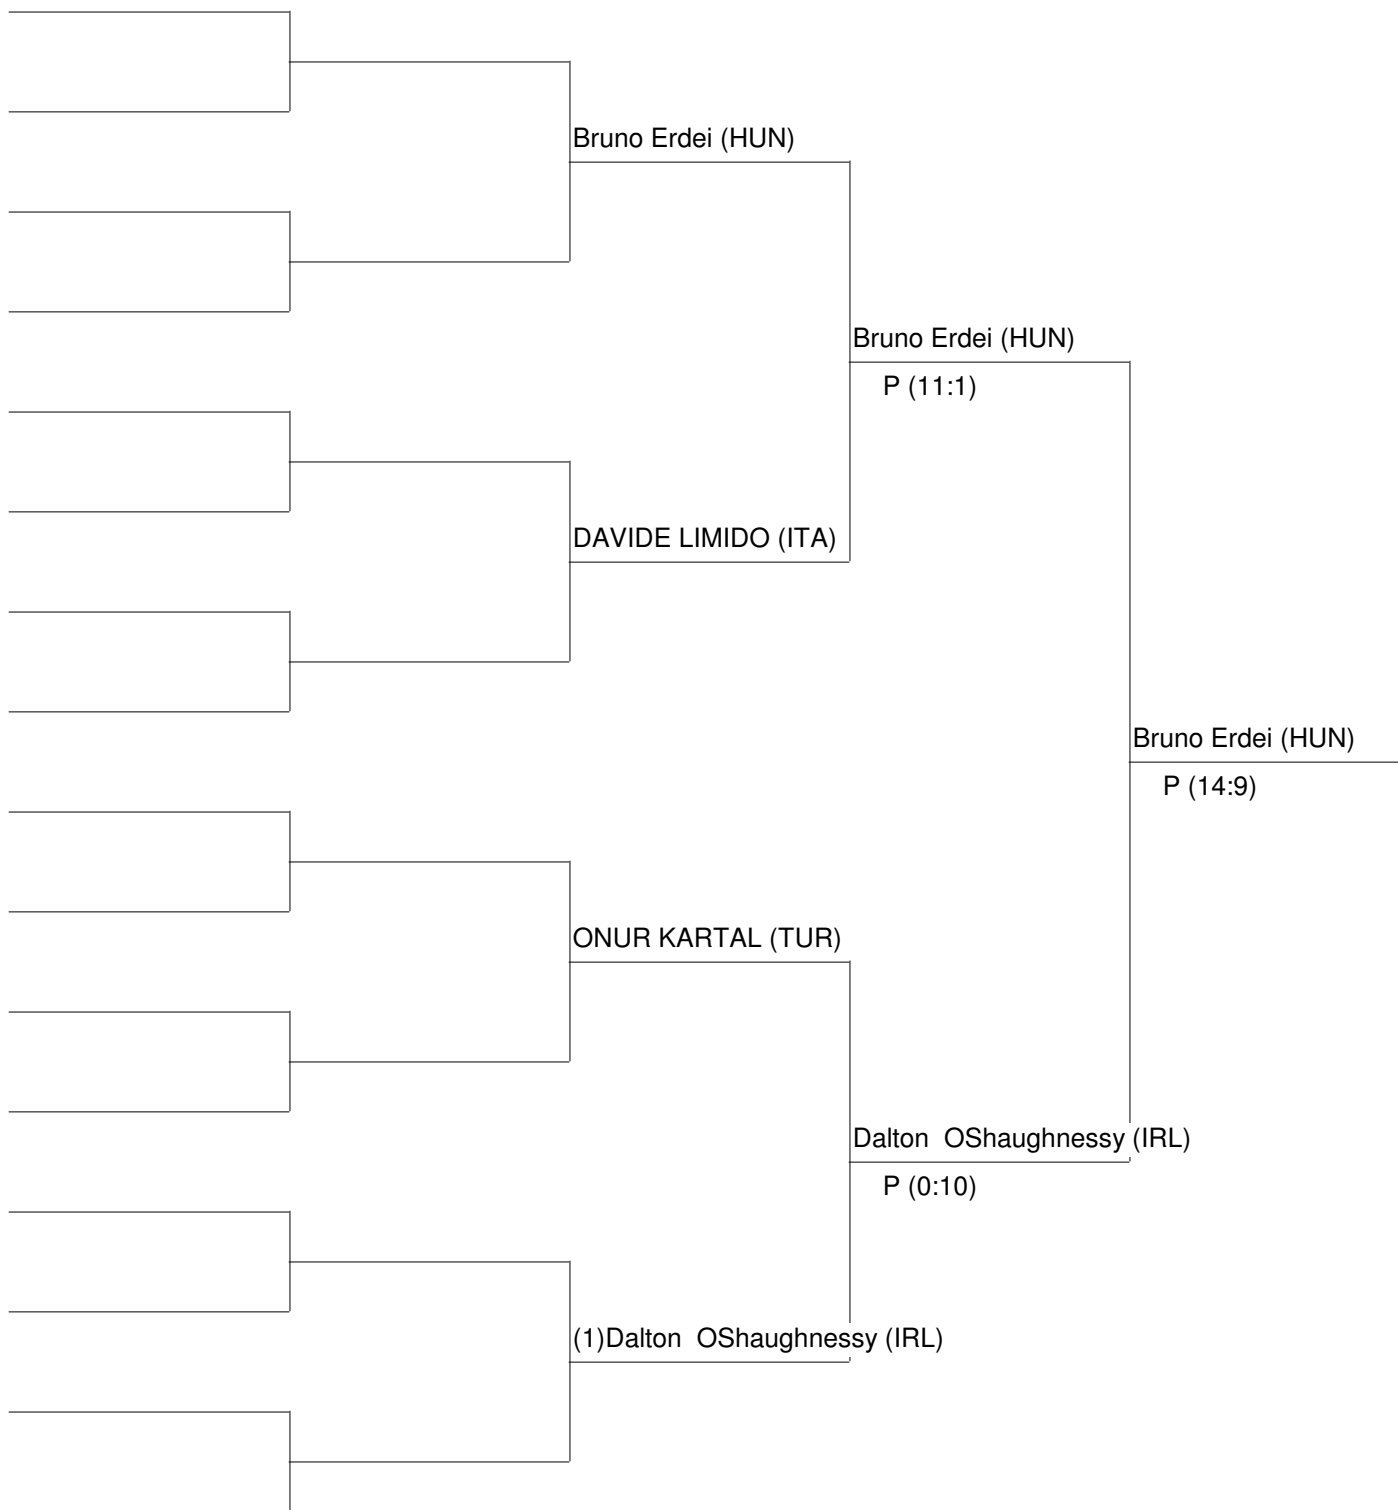 Bruno Erdei (HUN)
Bruno Erdei (HUN)
P (11:1)
DAVIDE LIMIDO (ITA)
Bruno Erdei (HUN)
P (14:9)
ONUR KARTAL (TUR)
Dalton  OShaughnessy (IRL)
P (0:10)
(1)Dalton  OShaughnessy (IRL)